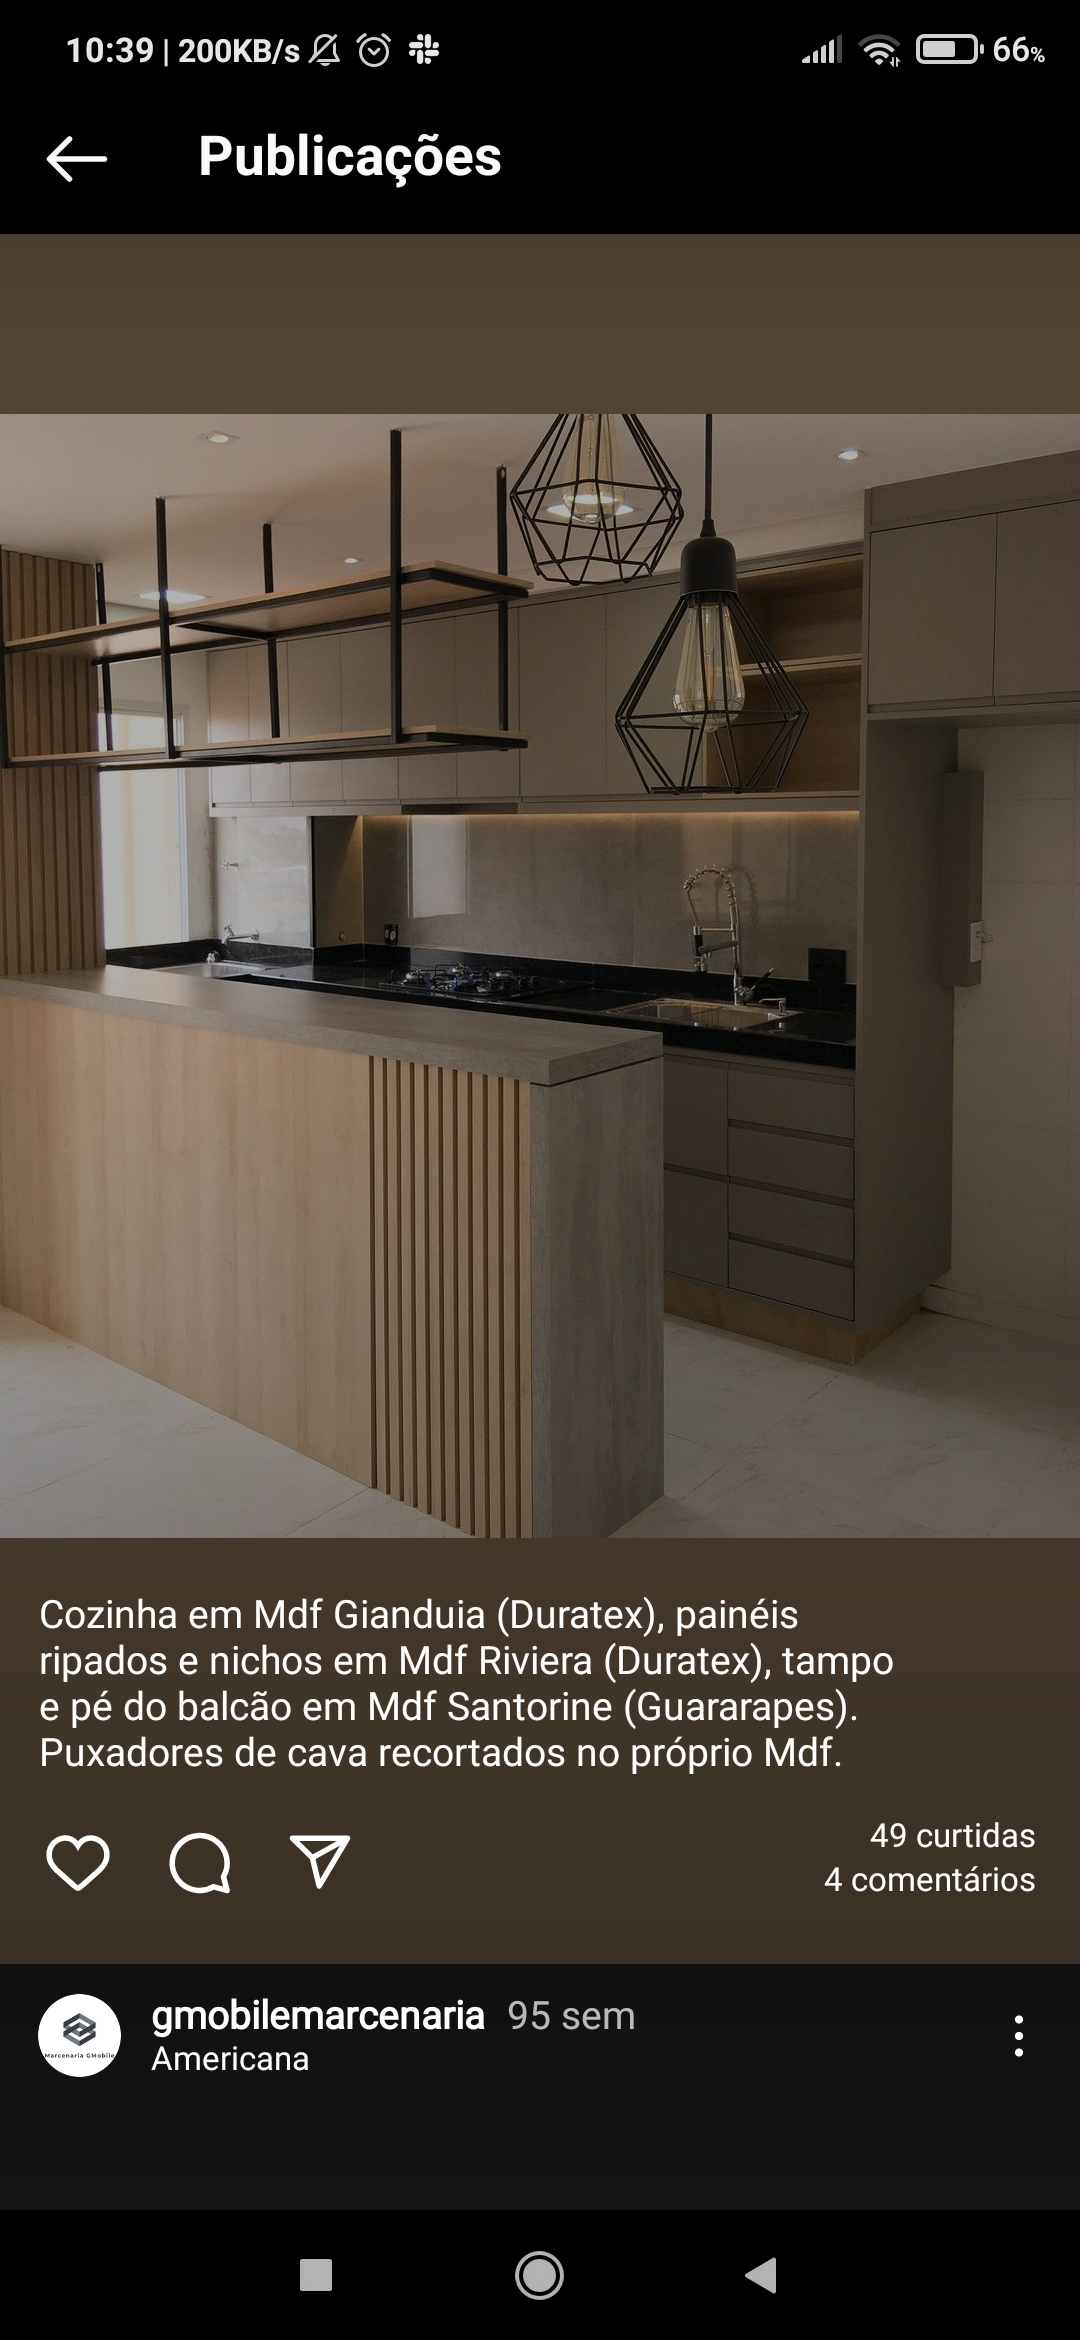 10:39 | 200KB/s 66%
Publicações
Cozinha em Mdf Gianduia (Duratex), painéis
ripados e nichos em Mdf Riviera (Duratex), tampo
e pé do balcão em Mdf Santorine (Guararapes).
Puxadores de cava recortados no próprio Mdf.
49 curtidas
4 comentários
gmobilemarcenaria 95 sem
Marcenaria GMobile
Americana